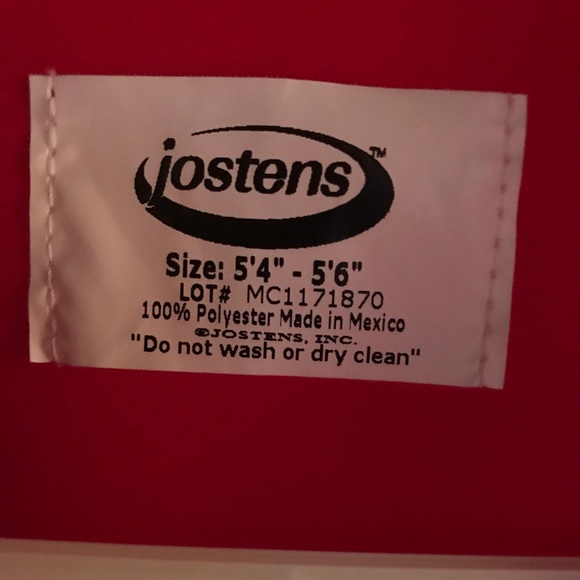 jostens™
Size: 5'4" - 5'6"
LOT# MC1171870
100% Polyester Made in Mexico
©JOSTENS, INC.
"Do not wash or dry clean"